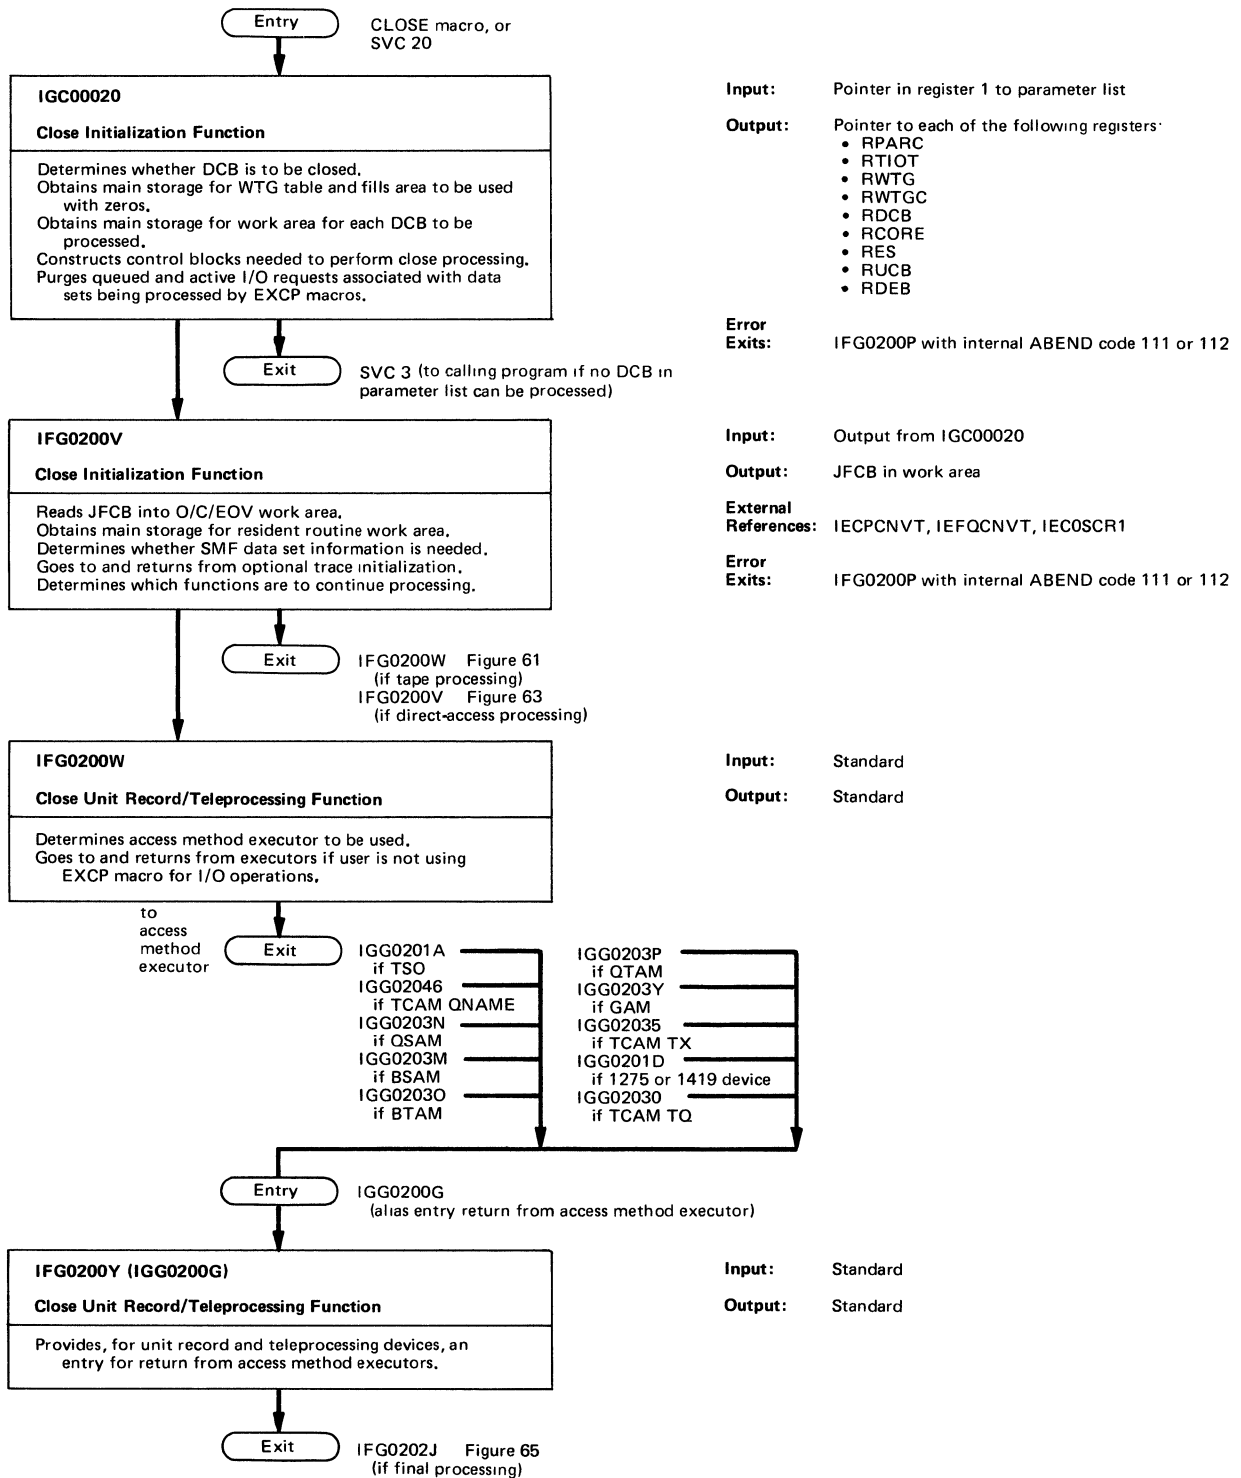 Entry
CLOSE macro, or
SVC 20
IGC00020
Close Initialization Function
Determines whether DCB is to be closed.
Obtains main storage for WTG table and fills area to be used
with zeros.
Obtains main storage for work area for each DCB to be
processed.
Constructs control blocks needed to perform close processing.
Purges queued and active I/O requests associated with data
sets being processed by EXCP macros.
Input: Pointer in register 1 to parameter list
Output: Pointer to each of the following registers:
• RPARC
• RTIOT
• RWTG
• RWTGC
• RDCB
• RCORE
• RES
• RUCB
• RDEB
Error
Exits: IFG0200P with internal ABEND code 111 or 112
Exit
SVC 3 (to calling program if no DCB in
parameter list can be processed)
IFG0200V
Close Initialization Function
Reads JFCB into O/C/EOV work area.
Obtains main storage for resident routine work area.
Determines whether SMF data set information is needed.
Goes to and returns from optional trace initialization.
Determines which functions are to continue processing.
Input: Output from IGC00020
Output: JFCB in work area
External
References: IECPCNVT, IEFQCNVT, IEC0SCR1
Error
Exits: IFG0200P with internal ABEND code 111 or 112
Exit
IFG0200W Figure 61
(if tape processing)
IFG0200V Figure 63
(if direct-access processing)
IFG0200W
Close Unit Record/Teleprocessing Function
Determines access method executor to be used.
Goes to and returns from executors if user is not using
EXCP macro for I/O operations.
Input: Standard
Output: Standard
to
access
method
executor
Exit
IGG0201A
if TSO
IGG02046
if TCAM QNAME
IGG0203N
if QSAM
IGG0203M
if BSAM
IGG0203O
if BTAM
IGG0203P
if QTAM
IGG0203Y
if GAM
IGG02035
if TCAM TX
IGG0201D
if 1275 or 1419 device
IGG02030
if TCAM TQ
Entry
IGG0200G
(alias entry return from access method executor)
IFG0200Y (IGG0200G)
Close Unit Record/Teleprocessing Function
Provides, for unit record and teleprocessing devices, an
entry for return from access method executors.
Input: Standard
Output: Standard
Exit
IFG0202J Figure 65
(if final processing)